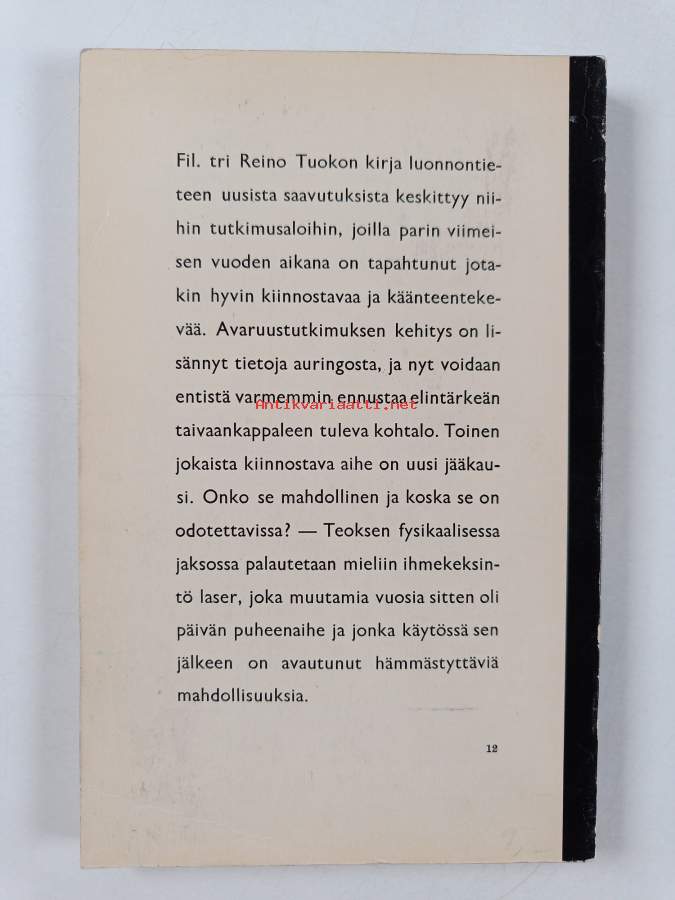 Fil. tri Reino Tuokon kirja luonnontie-
teen uusista saavutuksista keskittyy nii-
hin tutkimusaloihin, joilla parin viimei-
sen vuoden aikana on tapahtunut jota-
kin hyvin kiinnostavaa ja käänteenteke-
vää. Avaruustutkimuksen kehitys on li-
sännyt tietoja auringosta, ja nyt voidaan
entistä varmemmin ennustaa elintärkeän
Antikvariaatti.net
taivaankappaleen tuleva kohtalo. Toinen
jokaista kiinnostava aihe on uusi jääkau-
si. Onko se mahdollinen ja koska se on
odotettavissa? — Teoksen fysikaalisessa
jaksossa palautetaan mieliin ihmekeksin-
tö laser, joka muutamia vuosia sitten oli
päivän puheenaihe ja jonka käytössä sen
jälkeen on avautunut hämmästyttäviä
mahdollisuuksia.
12